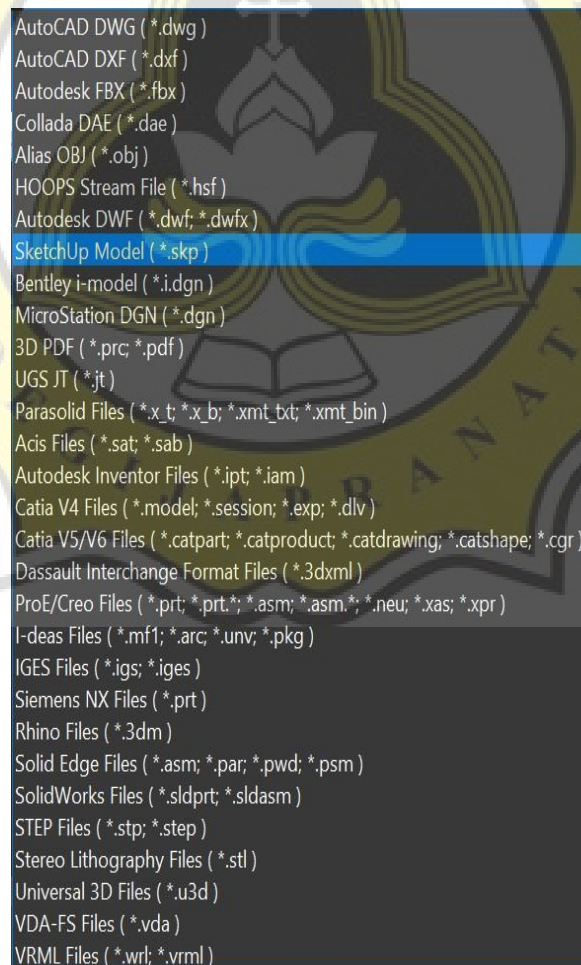 AutoCAD DWG ( *.dwg )
AutoCAD DXF ( *.dxf )
Autodesk FBX ( *.fbx )
Collada DAE ( *.dae )
Alias OBJ ( *.obj )
HOOPS Stream File ( *.hsf )
Autodesk DWF ( *.dwf; *.dwfx )
SketchUp Model ( *.skp )
Bentley i-model ( *.i.dgn )
MicroStation DGN ( *.dgn )
3D PDF ( *.prc; *.pdf )
UGS JT ( *.jt )
Parasolid Files ( *.x_t; *.x_b; *.xmt_txt; *.xmt_bin )
Acis Files ( *.sat; *.sab )
Autodesk Inventor Files ( *.ipt; *.iam )
Catia V4 Files ( *.model; *.session; *.exp; *.dlv )
Catia V5/V6 Files ( *.catpart; *.catproduct; *.catdrawing; *.catshape; *.cgr )
Dassault Interchange Format Files ( *.3dxml )
ProE/Creo Files ( *.prt; *.prt.*; *.asm; *.asm.*; *.neu; *.xas; *.xpr )
I-deas Files ( *.mf1; *.arc; *.unv; *.pkg )
IGES Files ( *.igs; *.iges )
Siemens NX Files ( *.prt )
Rhino Files ( *.3dm )
Solid Edge Files ( *.asm; *.par; *.pwd; *.psm )
SolidWorks Files ( *.sldprt; *.sldasm )
STEP Files ( *.stp; *.step )
Stereo Lithography Files ( *.stl )
Universal 3D Files ( *.u3d )
VDA-FS Files ( *.vda )
VRML Files ( *.wrl; *.vrml )